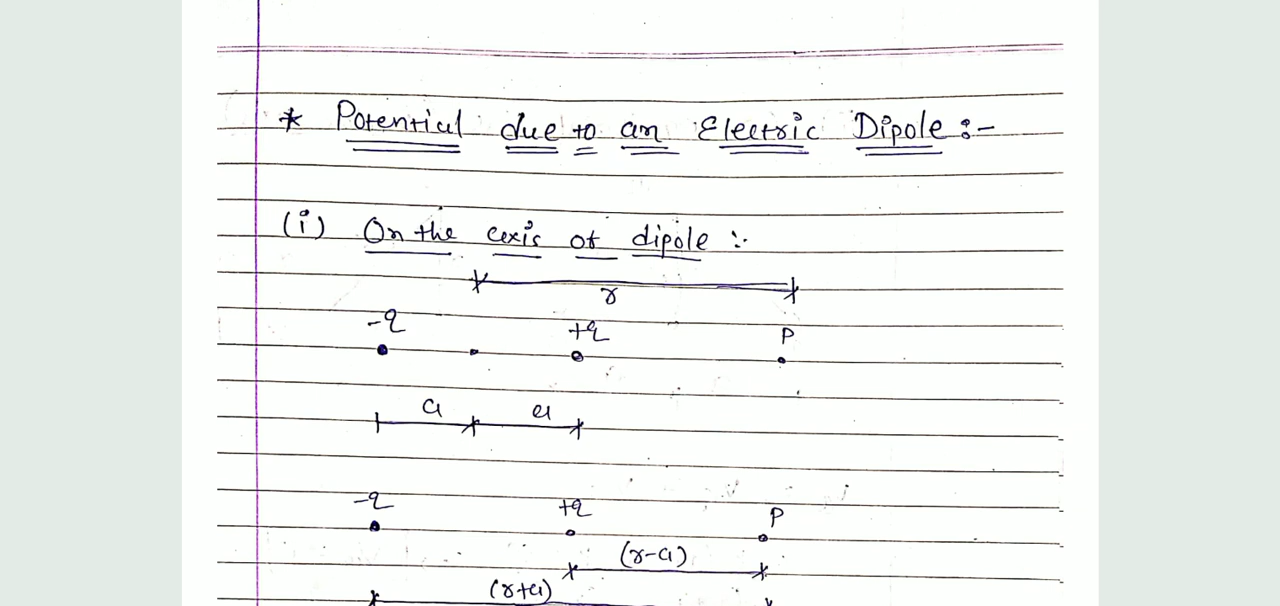 * Potential due to an Electric Dipole :-
(i) On the axis of dipole :-
r
-q +q P
a a
-q +q P
(r-a)
(r+a)